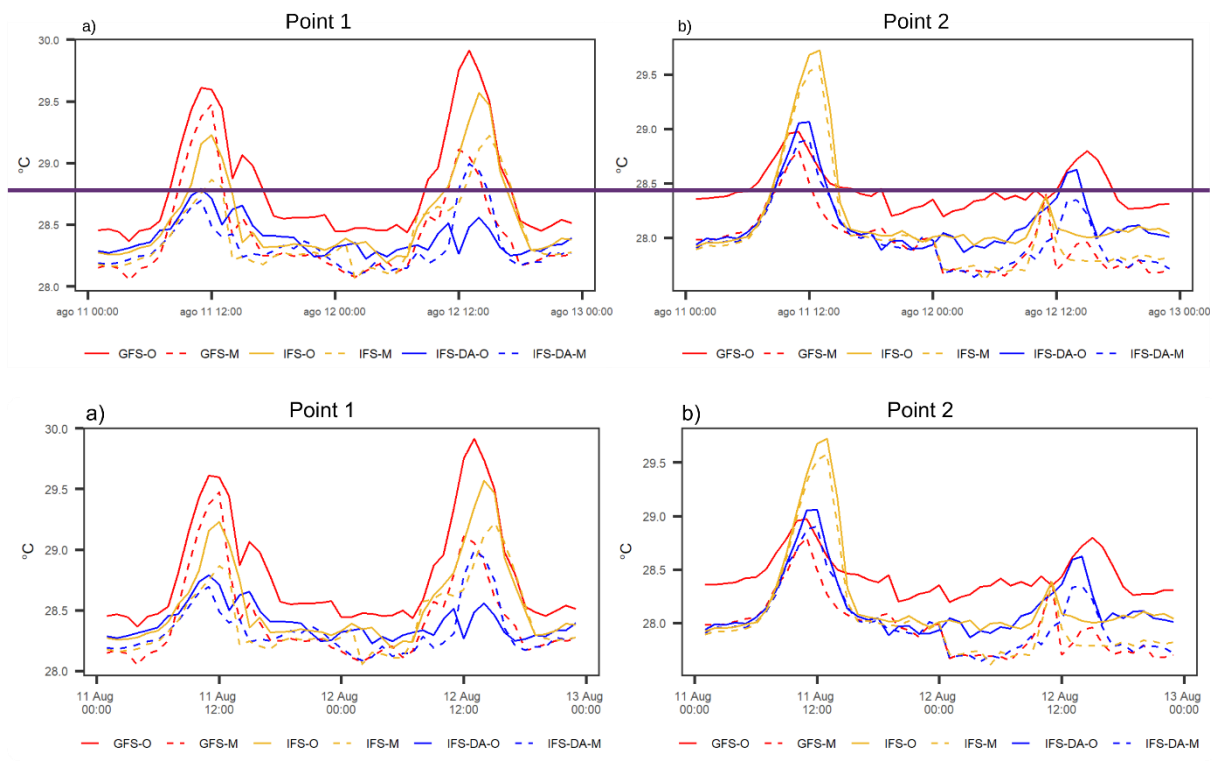 a) Point 1
b) Point 2
30.0
29.5
29.0
28.5
28.0
°C
ago 11 00:00 ago 11 12:00 ago 12 00:00 ago 12 12:00 ago 13 00:00
GFS-O GFS-M IFS-O IFS-M IFS-DA-O IFS-DA-M
29.5
29.0
28.5
28.0
°C
ago 11 00:00 ago 11 12:00 ago 12 00:00 ago 12 12:00 ago 13 00:00
GFS-O GFS-M IFS-O IFS-M IFS-DA-O IFS-DA-M
a) Point 1
b) Point 2
30.0
29.5
29.0
28.5
28.0
°C
11 Aug 11 Aug 12 Aug 12 Aug 13 Aug
00:00 12:00 00:00 12:00 00:00
GFS-O GFS-M IFS-O IFS-M IFS-DA-O IFS-DA-M
29.5
29.0
28.5
28.0
°C
11 Aug 11 Aug 12 Aug 12 Aug 13 Aug
00:00 12:00 00:00 12:00 00:00
GFS-O GFS-M IFS-O IFS-M IFS-DA-O IFS-DA-M